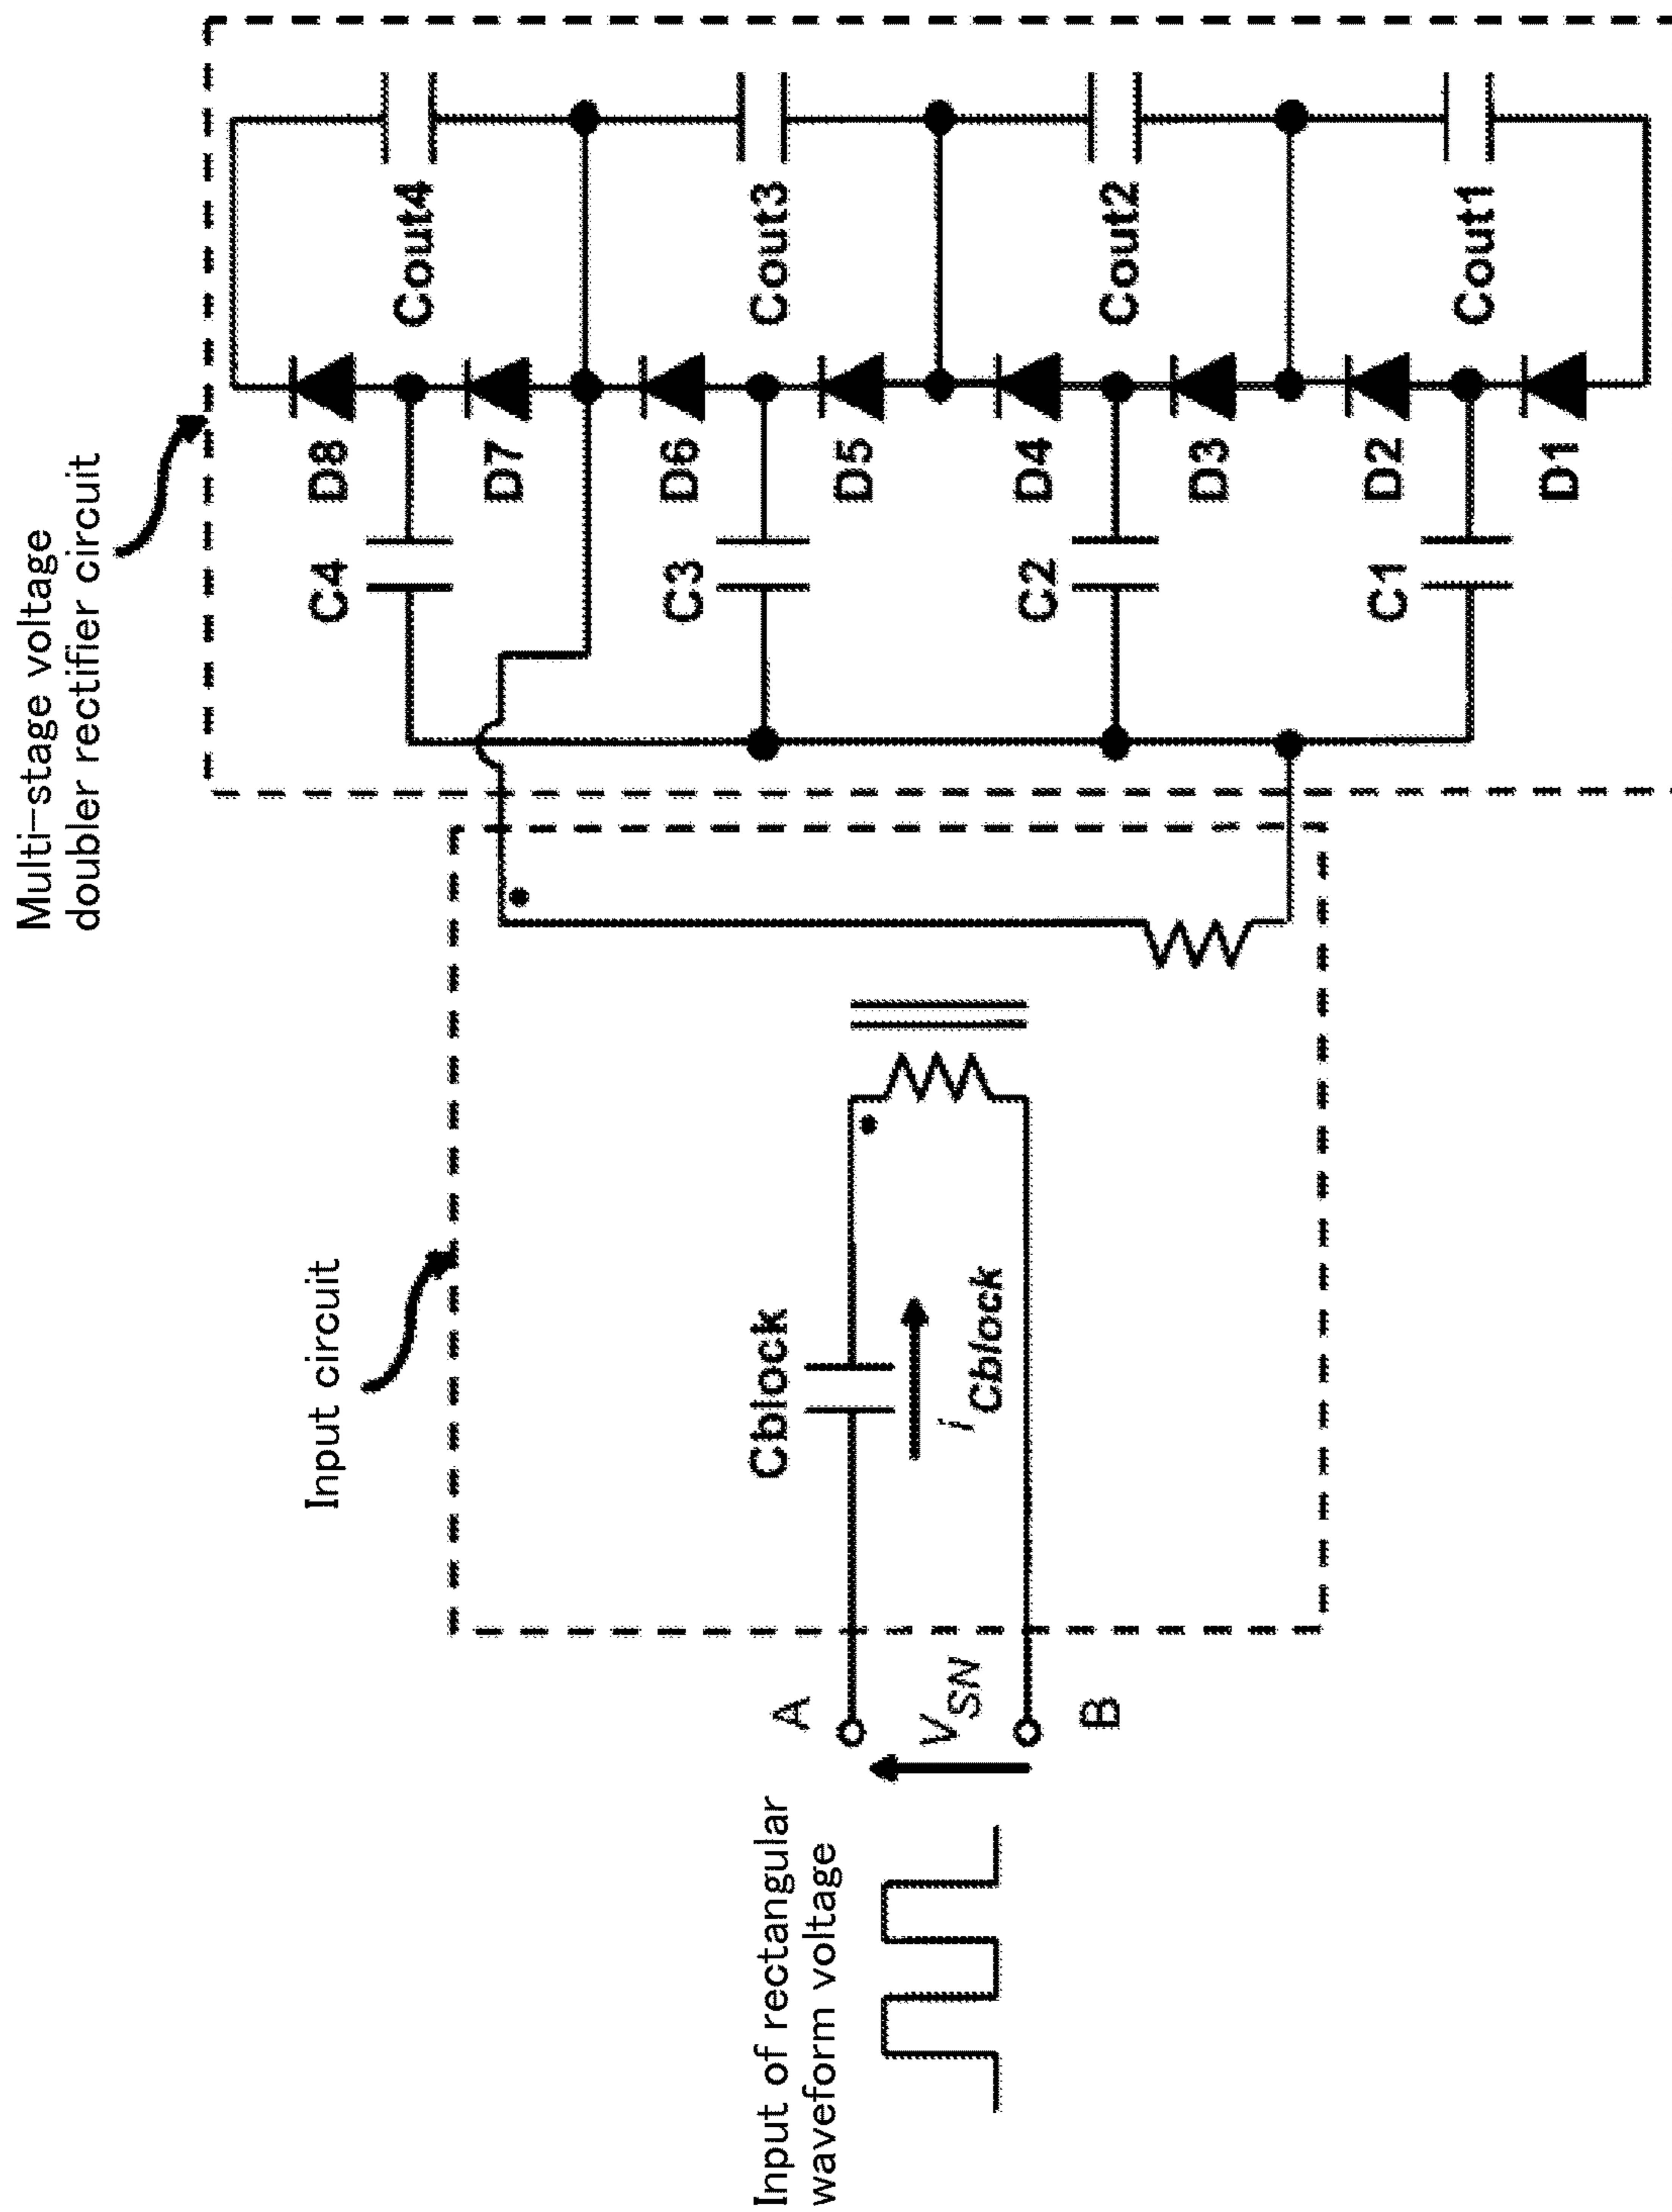 Multi-stage voltage
doubler rectifier circuit
Input circuit
Input of rectangular
waveform voltage
A
V_SN
B
Cblock
i_Cblock
C4
D8
D7
Cout4
C3
D6
D5
Cout3
C2
D4
D3
Cout2
C1
D2
D1
Cout1